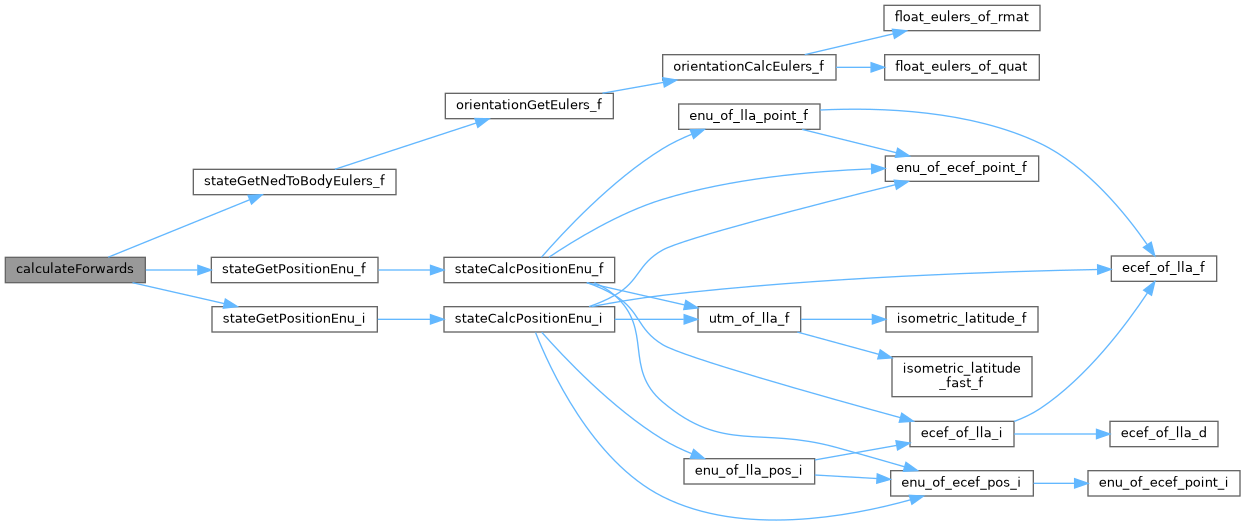 float_eulers_of_rmat
orientationCalcEulers_f
float_eulers_of_quat
orientationGetEulers_f
enu_of_lla_point_f
enu_of_ecef_point_f
stateGetNedToBodyEulers_f
calculateForwards
stateGetPositionEnu_f
stateCalcPositionEnu_f
ecef_of_lla_f
stateGetPositionEnu_i
stateCalcPositionEnu_i
utm_of_lla_f
isometric_latitude_f
isometric_latitude
_fast_f
ecef_of_lla_i
ecef_of_lla_d
enu_of_lla_pos_i
enu_of_ecef_pos_i
enu_of_ecef_point_i